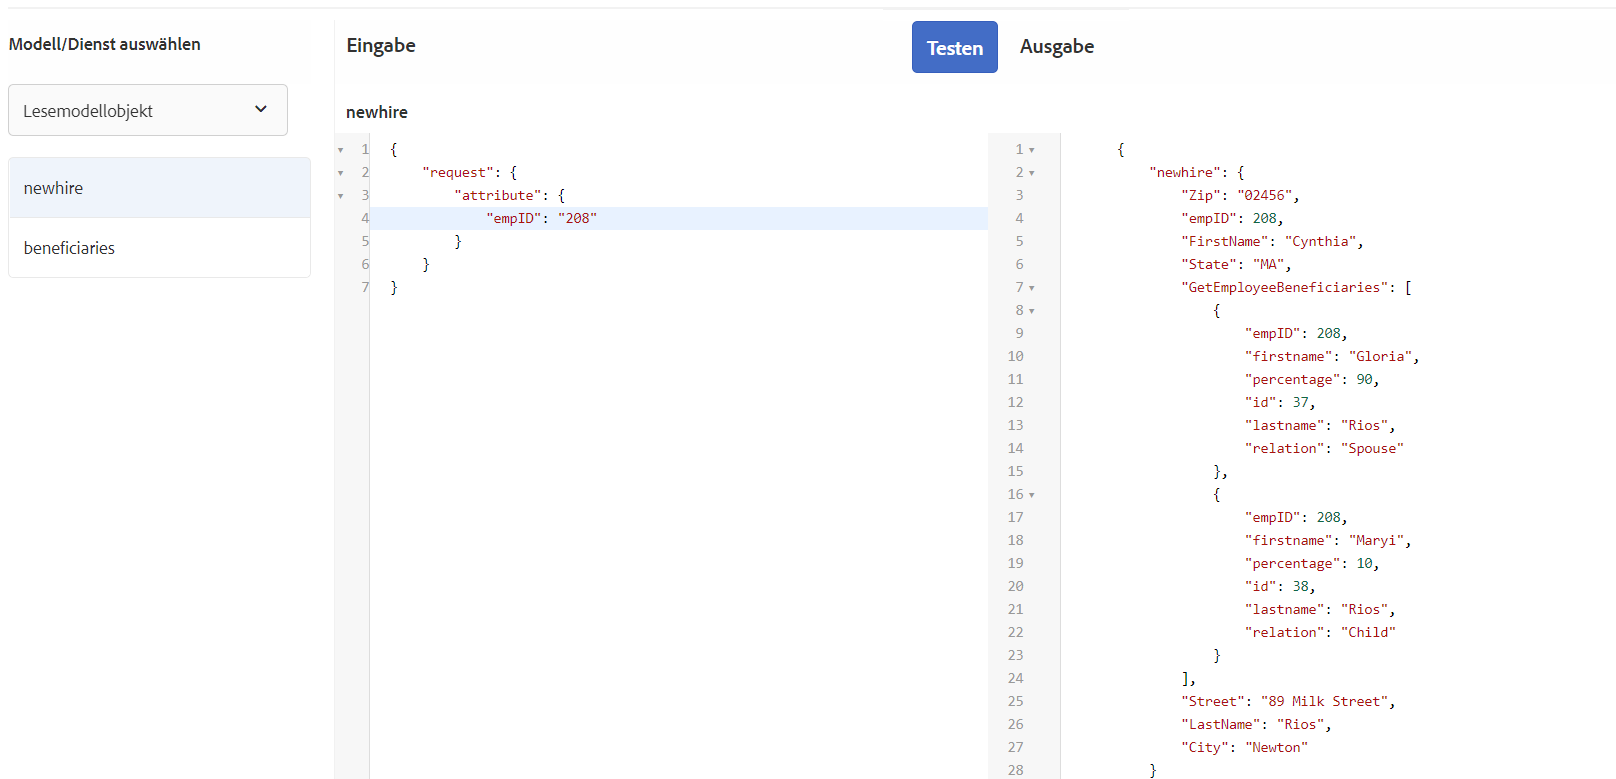 Modell/Dienst auswählen
Lesemodellobjekt
newhire
beneficiaries
Eingabe
Testen
newhire
1 {
2 "request": {
3 "attribute": {
4 "empID": "208"
5 }
6 }
7 }
Ausgabe
1 {
2 "newhire": {
3 "Zip": "02456",
4 "empID": 208,
5 "FirstName": "Cynthia",
6 "State": "MA",
7 "GetEmployeeBeneficiaries": [
8 {
9 "empID": 208,
10 "firstname": "Gloria",
11 "percentage": 90,
12 "id": 37,
13 "lastname": "Rios",
14 "relation": "Spouse"
15 },
16 {
17 "empID": 208,
18 "firstname": "Maryi",
19 "percentage": 10,
20 "id": 38,
21 "lastname": "Rios",
22 "relation": "Child"
23 }
24 ],
25 "Street": "89 Milk Street",
26 "LastName": "Rios",
27 "City": "Newton"
28 }